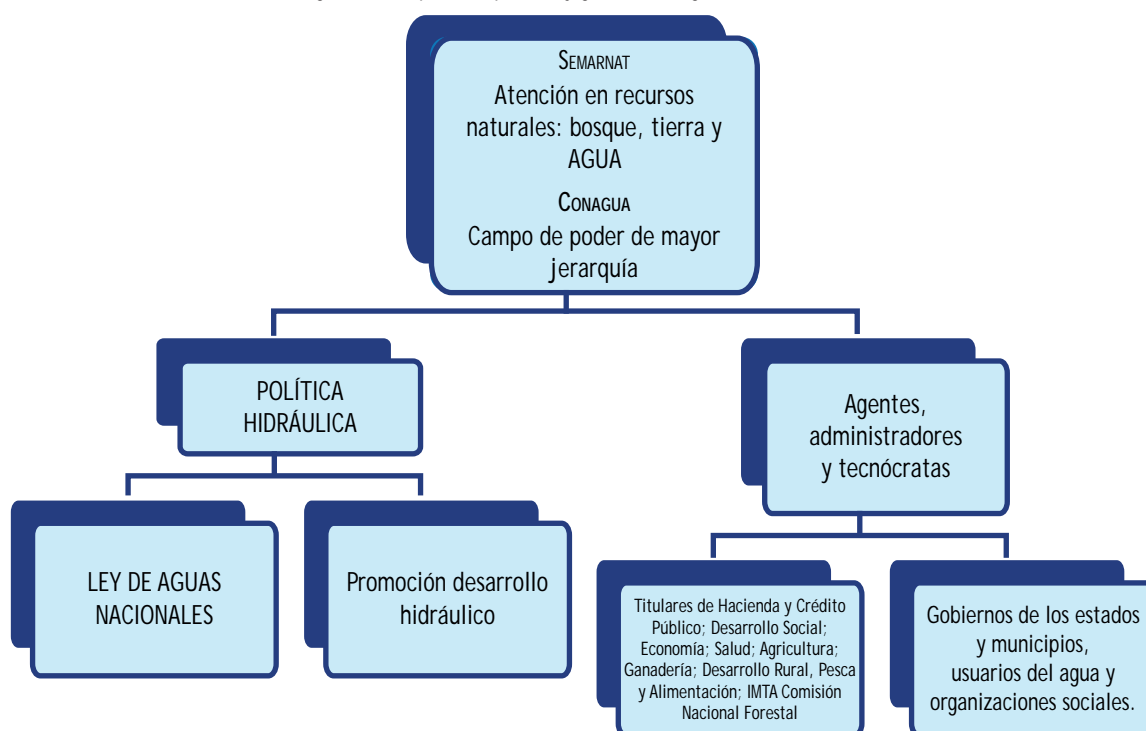 SEMARNAT
Atención en recursos
naturales: bosque, tierra y
AGUA
CONAGUA
Campo de poder de mayor
jerarquía
POLÍTICA
HIDRÁULICA
Agentes,
administradores
y tecnócratas
LEY DE AGUAS
NACIONALES
Promoción desarrollo
hidráulico
Titulares de Hacienda y Crédito
Público; Desarrollo Social;
Economía; Salud; Agricultura;
Ganadería; Desarrollo Rural, Pesca
y Alimentación; IMTA Comisión
Nacional Forestal
Gobiernos de los estados
y municipios,
usuarios del agua y
organizaciones sociales.